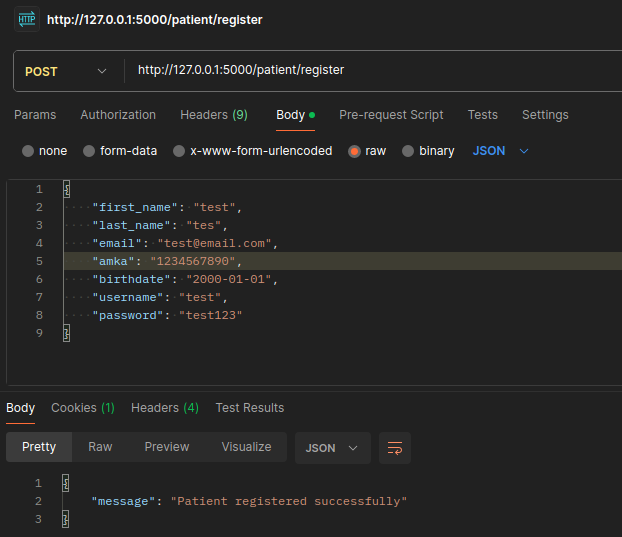 HTTP http://127.0.0.1:5000/patient/register
POST http://127.0.0.1:5000/patient/register
Params Authorization Headers (9) Body Pre-request Script Tests Settings
none form-data x-www-form-urlencoded raw binary JSON
1 {
2 "first_name": "test",
3 "last_name": "tes",
4 "email": "test@email.com",
5 "amka": "1234567890",
6 "birthdate": "2000-01-01",
7 "username": "test",
8 "password": "test123"
9 }
Body Cookies (1) Headers (4) Test Results
Pretty Raw Preview Visualize JSON
1 {
2 "message": "Patient registered successfully"
3 }